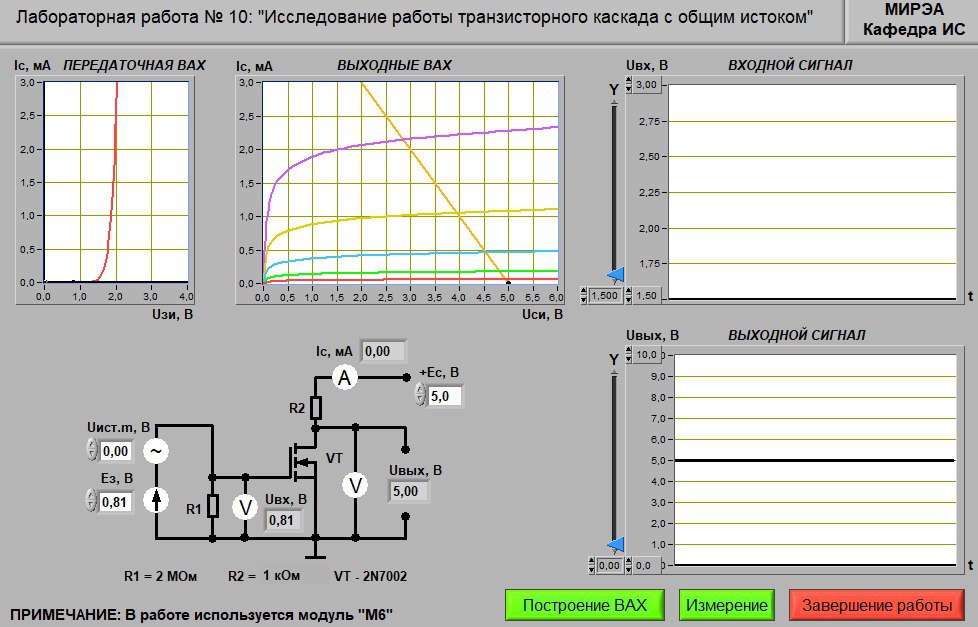 Лабораторная работа № 10: "Исследование работы транзисторного каскада с общим истоком"
МИРЭА
Кафедра ИС
Ic, мА ПЕРЕДАТОЧНАЯ ВАХ
3,0
2,5
2,0
1,5
1,0
0,5
0,0
0,0 1,0 2,0 3,0 4,0
Uзи, В
Ic, мА ВЫХОДНЫЕ ВАХ
3,0
2,5
2,0
1,5
1,0
0,5
0,0
0,0 0,5 1,0 1,5 2,0 2,5 3,0 3,5 4,0 4,5 5,0 5,5 6,0
Uси, В
Uвх, В ВХОДНОЙ СИГНАЛ
Y
3,00
2,75
2,50
2,25
2,00
1,75
1,500 1,50 t
Uвых, В ВЫХОДНОЙ СИГНАЛ
Y
10,0
9,0
8,0
7,0
6,0
5,0
4,0
3,0
2,0
1,0
0,00 0,0 t
Ic, мА 0,00
A
+Ec, В
5,0
R2
Uист.m, В
0,00 ~
VT
Eз, В
0,81
R1
V
Uвх, В
0,81
V
Uвых, В
5,00
R1 = 2 МОм R2 = 1 кОм VT - 2N7002
ПРИМЕЧАНИЕ: В работе используется модуль "М6"
Построение ВАХ Измерение Завершение работы